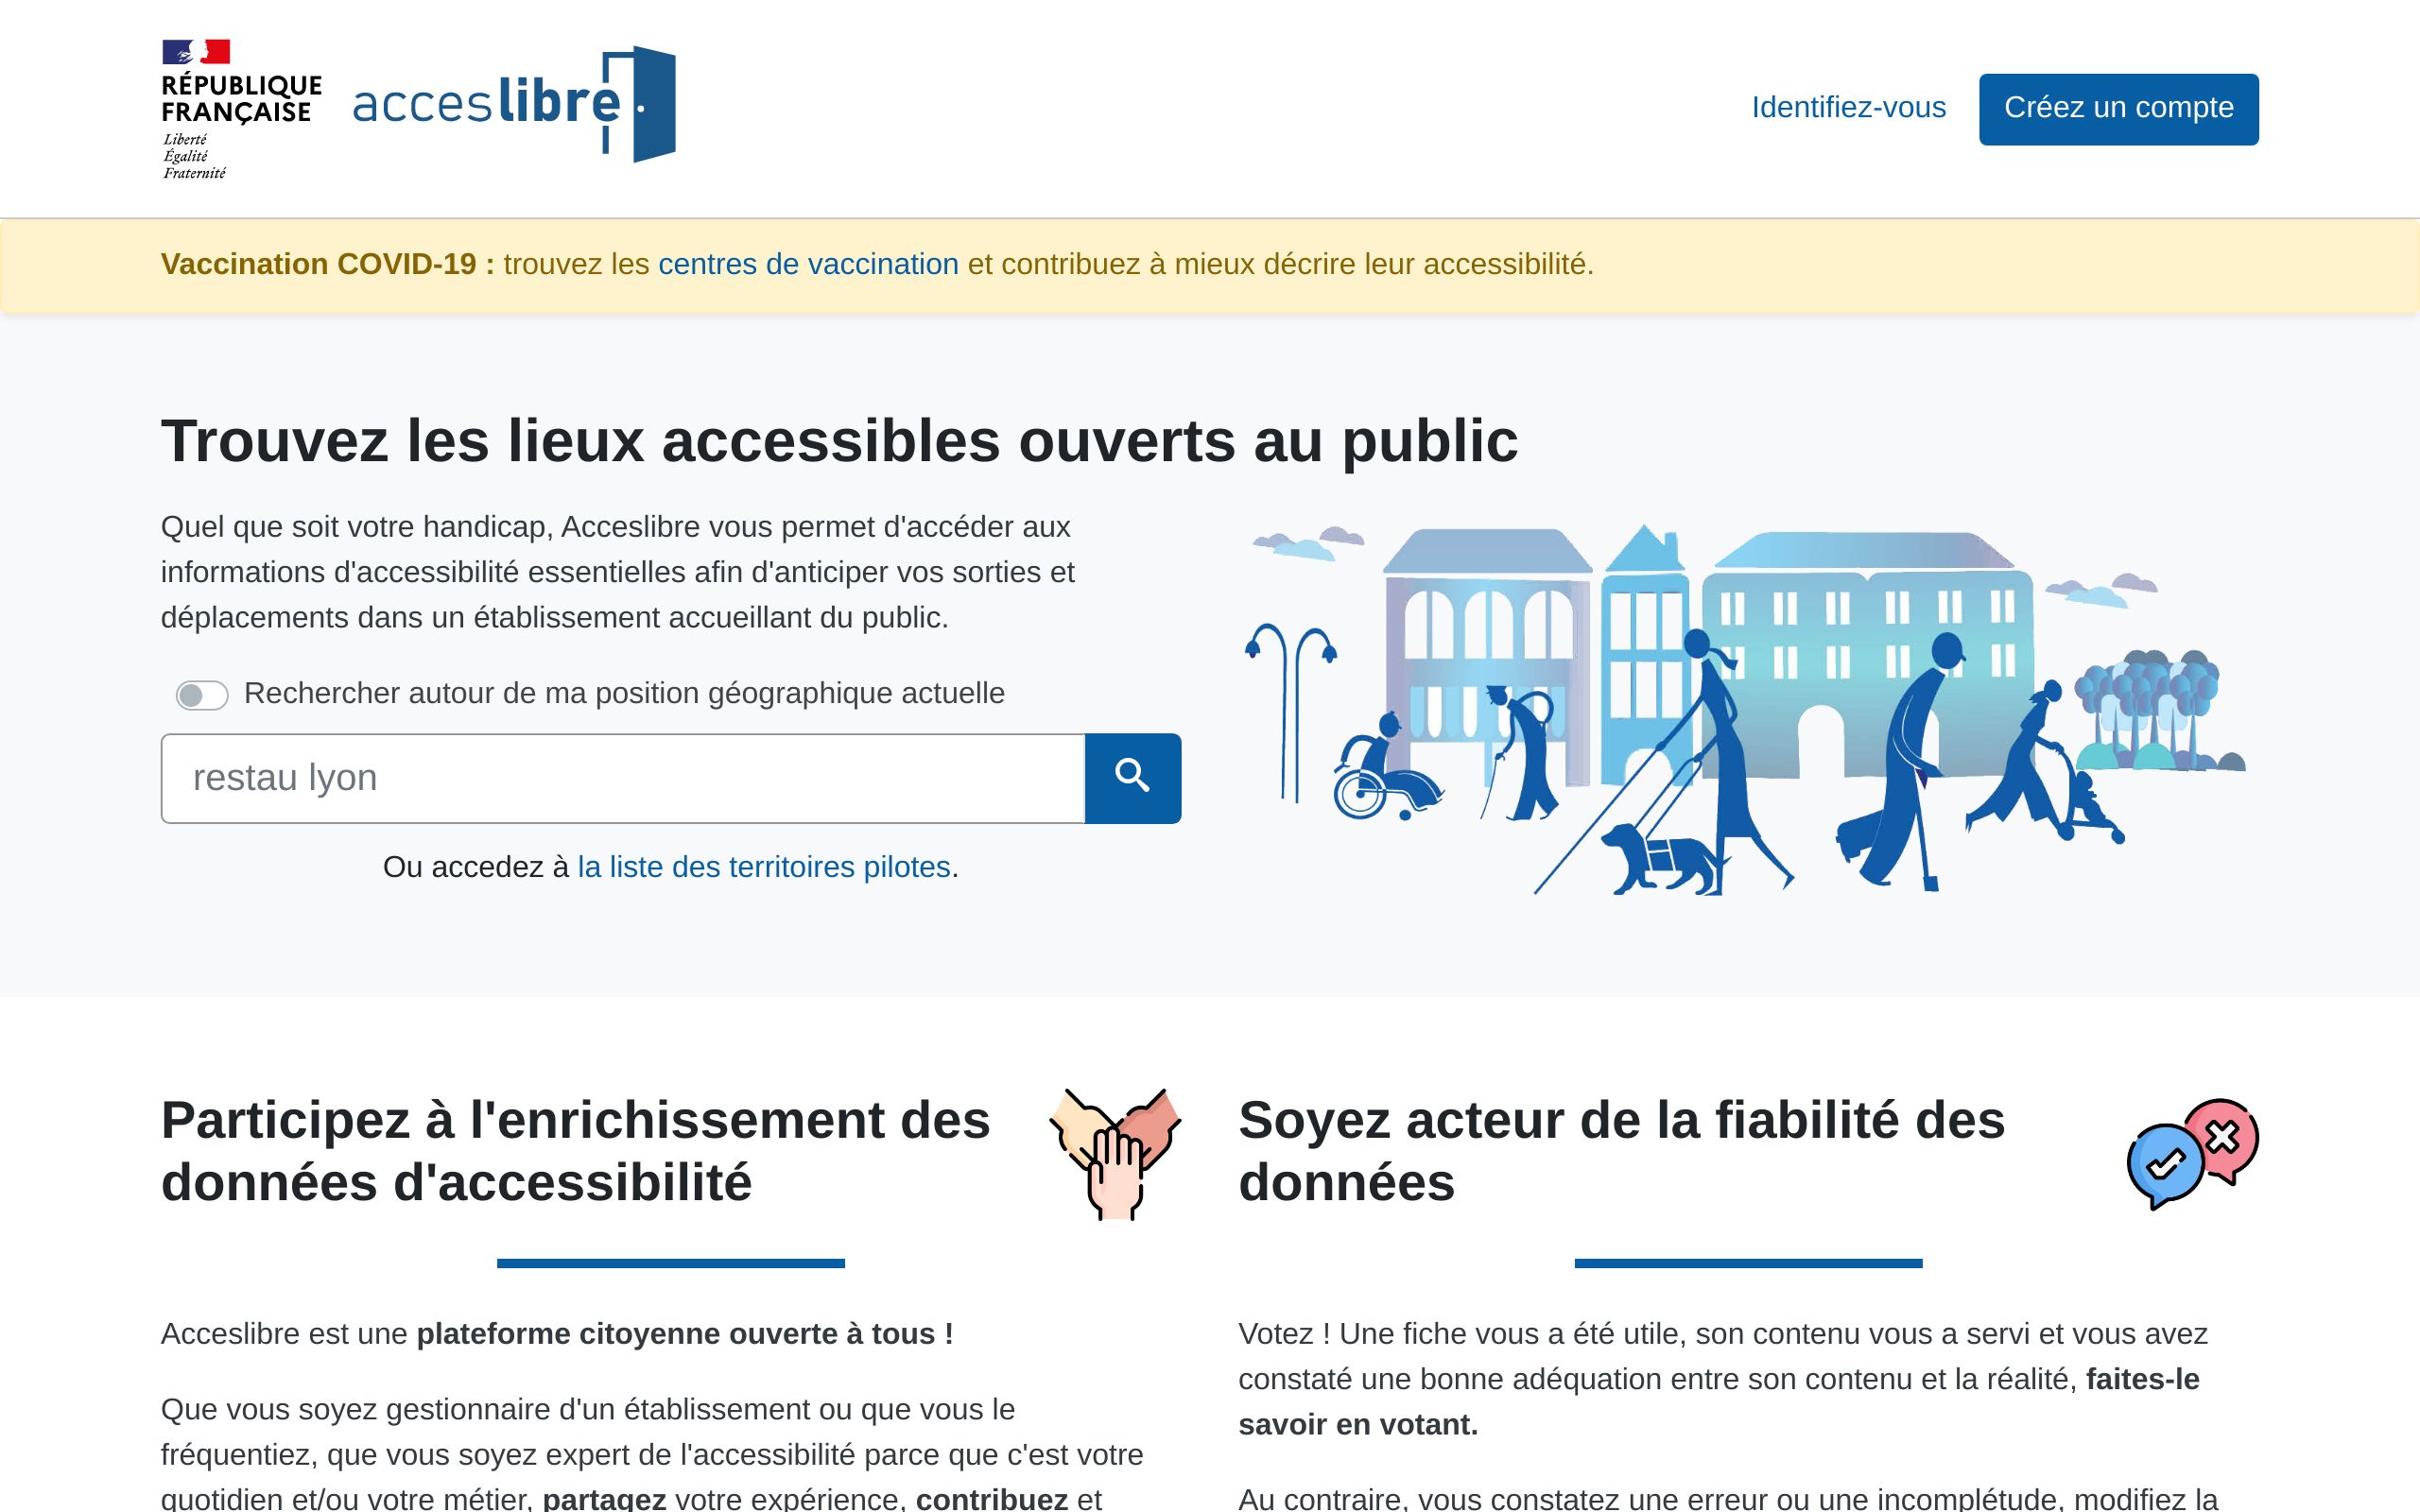 RÉPUBLIQUE
FRANÇAISE
Liberté
Égalité
Fraternité
acceslibre
Identifiez-vous
Créez un compte
Vaccination COVID-19 : trouvez les centres de vaccination et contribuez à mieux décrire leur accessibilité.
Trouvez les lieux accessibles ouverts au public
Quel que soit votre handicap, Acceslibre vous permet d'accéder aux
informations d'accessibilité essentielles afin d'anticiper vos sorties et
déplacements dans un établissement accueillant du public.
Rechercher autour de ma position géographique actuelle
restau lyon
Ou accedez à la liste des territoires pilotes.
Participez à l'enrichissement des
données d'accessibilité
Acceslibre est une plateforme citoyenne ouverte à tous !
Que vous soyez gestionnaire d'un établissement ou que vous le
fréquentiez, que vous soyez expert de l'accessibilité parce que c'est votre
quotidien et/ou votre métier, partagez votre expérience, contribuez et
Soyez acteur de la fiabilité des
données
Votez ! Une fiche vous a été utile, son contenu vous a servi et vous avez
constaté une bonne adéquation entre son contenu et la réalité, faites-le
savoir en votant.
Au contraire, vous constatez une erreur ou une incomplétude, modifiez la